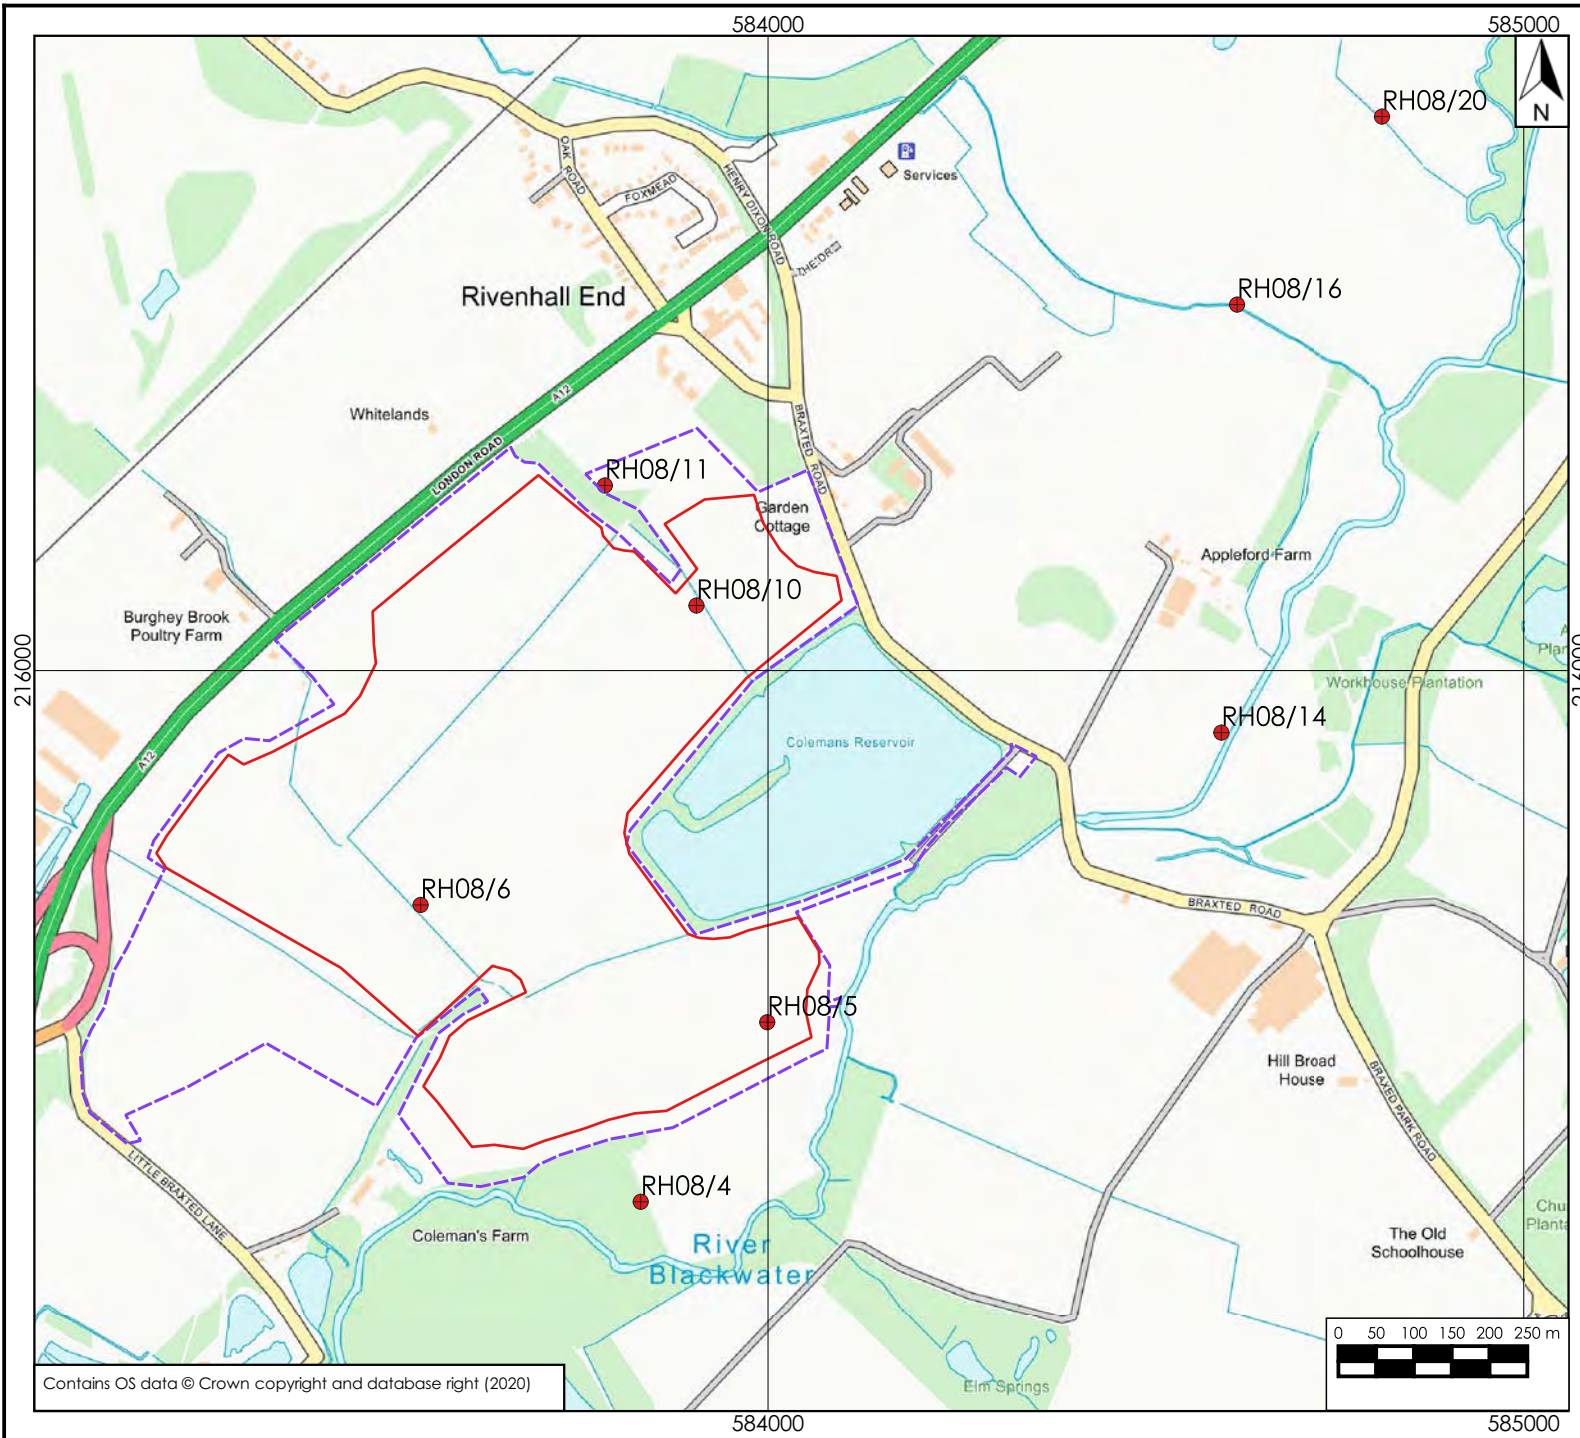 584000
585000
N
RH08/20
OAK ROAD
FOXMEAD
HENRY DIXON ROAD
Services
Rivenhall End
RH08/16
A12
Whitelands
LONDON ROAD
BRAXTED ROAD
RH08/11
Garden
Cottage
Appleford Farm
RH08/10
Burghey Brook
Poultry Farm
216000
216000
Workhouse Plantation
RH08/14
Colemans Reservoir
A12
RH08/6
BRAXTED ROAD
RH08/5
Hill Broad
House
BRAXED PARK ROAD
LITTLE BRAXTED LANE
RH08/4
Coleman's Farm
River
Blackwater
The Old
Schoolhouse
Elm Springs
0 50 100 150 200 250 m
Contains OS data © Crown copyright and database right (2020)
584000
585000